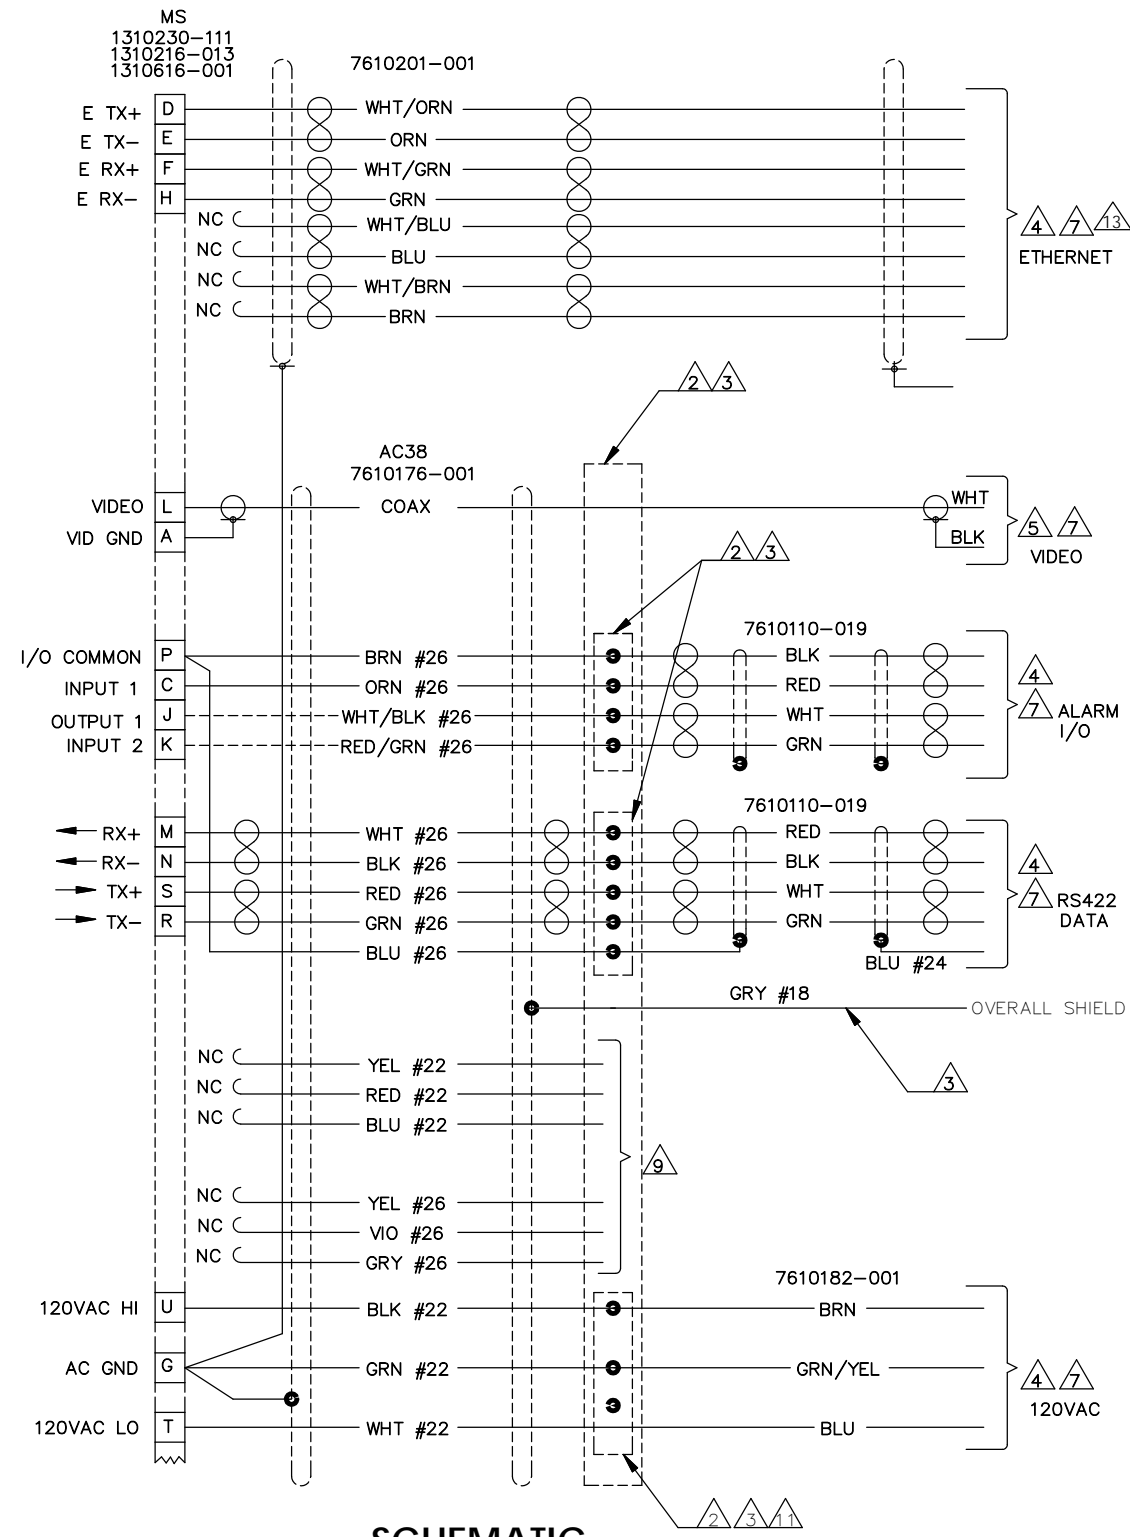 MS
1310230-111
1310216-013
1310616-001
7610201-001
E TX+ D WHT/ORN
E TX- E ORN
E RX+ F WHT/GRN
E RX- H GRN
NC WHT/BLU
NC BLU
NC WHT/BRN
NC BRN
4 7 13
ETHERNET
2 3
AC38
7610176-001
VIDEO L COAX WHT
VID GND A BLK
5 7
VIDEO
2 3
7610110-019
I/O COMMON P BRN #26 BLK
INPUT 1 C ORN #26 RED
OUTPUT 1 J WHT/BLK #26 WHT
INPUT 2 K RED/GRN #26 GRN
4
7 ALARM
I/O
7610110-019
RX+ M WHT #26 RED
RX- N BLK #26 BLK
TX+ S RED #26 WHT
TX- R GRN #26 GRN
BLU #26
BLU #24
4
7 RS422
DATA
GRY #18
OVERALL SHIELD
3
NC YEL #22
NC RED #22
NC BLU #22
9
NC YEL #26
NC VIO #26
NC GRY #26
7610182-001
120VAC HI U BLK #22 BRN
AC GND G GRN #22 GRN/YEL
120VAC LO T WHT #22 BLU
4 7
120VAC
2 3 11
SCHEMATIC